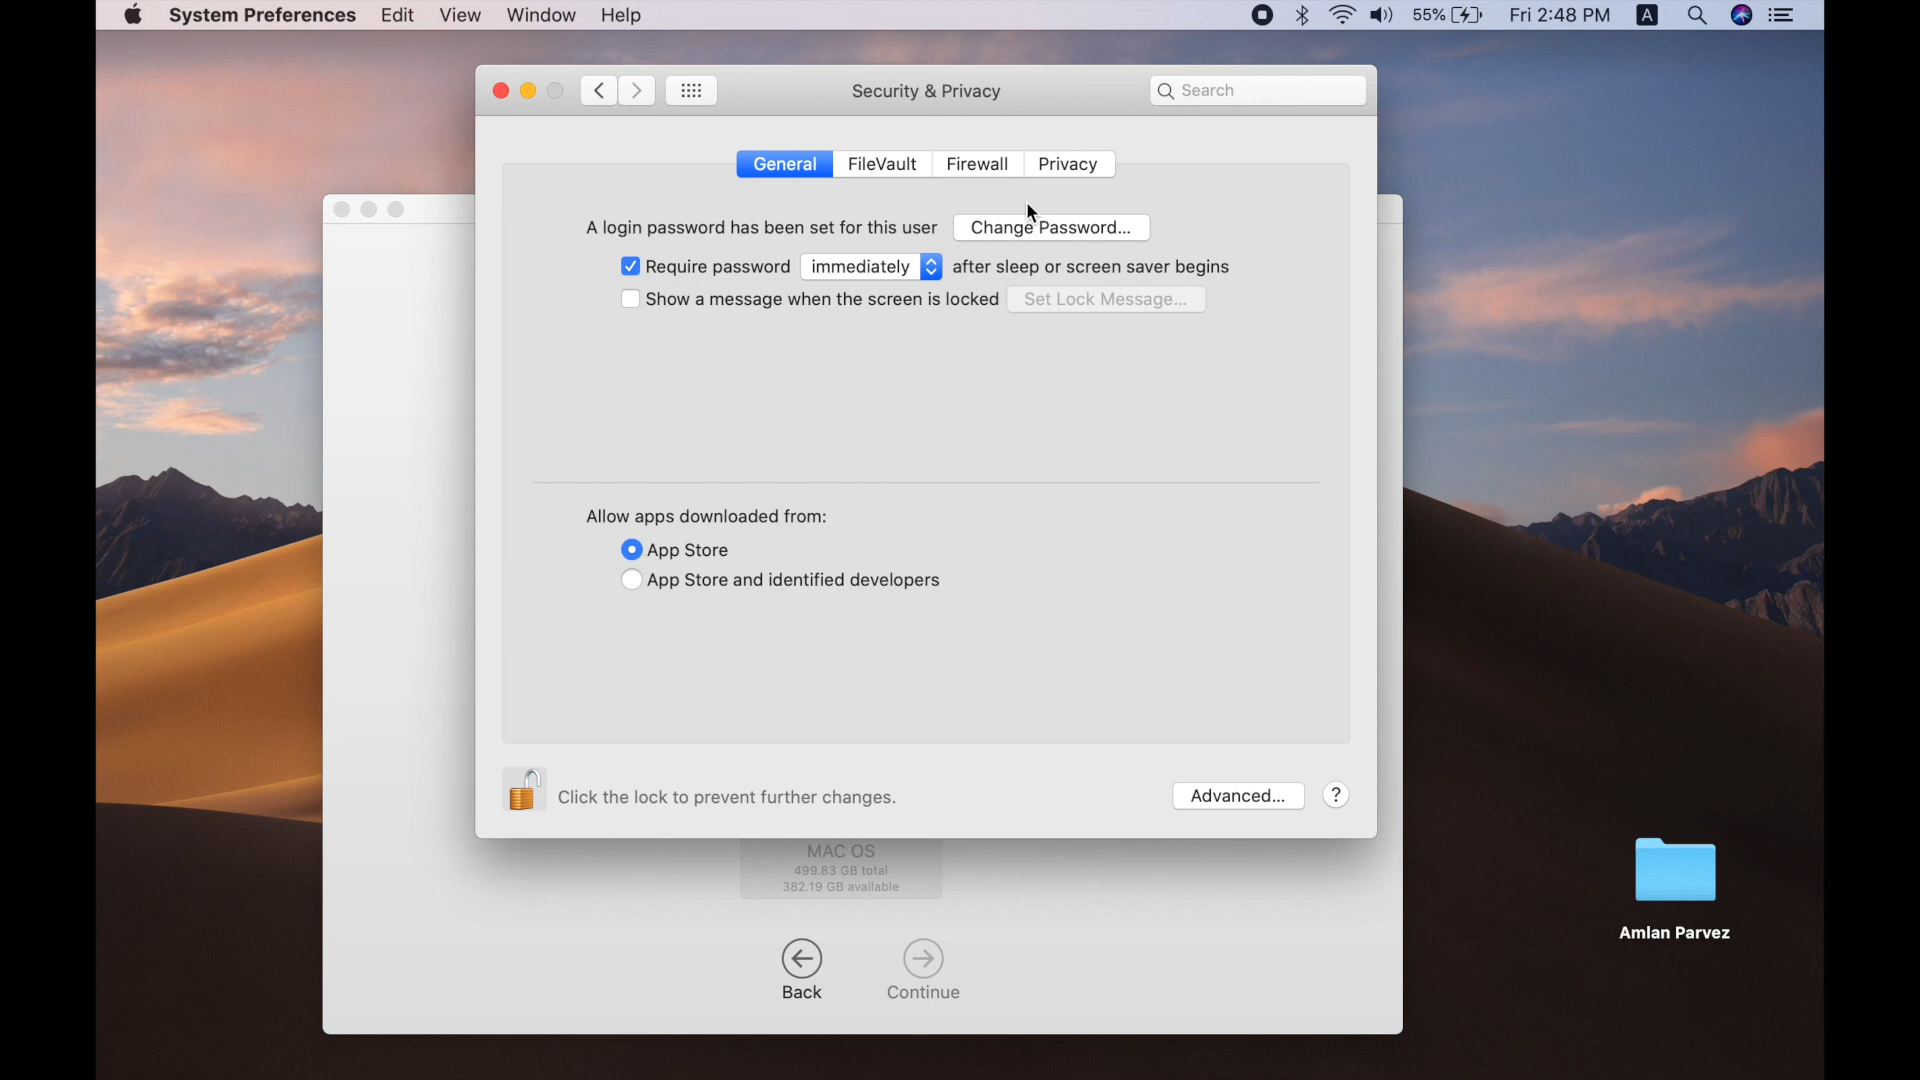 System Preferences Edit View Window Help 55% Fri 2:48 PM A
Security & Privacy Search
General FileVault Firewall Privacy
A login password has been set for this user Change Password...
Require password immediately after sleep or screen saver begins
Show a message when the screen is locked Set Lock Message...
Allow apps downloaded from:
App Store
App Store and identified developers
Click the lock to prevent further changes. Advanced... ?
MAC OS
499.83 GB total
382.19 GB available
Amlan Parvez
Back Continue